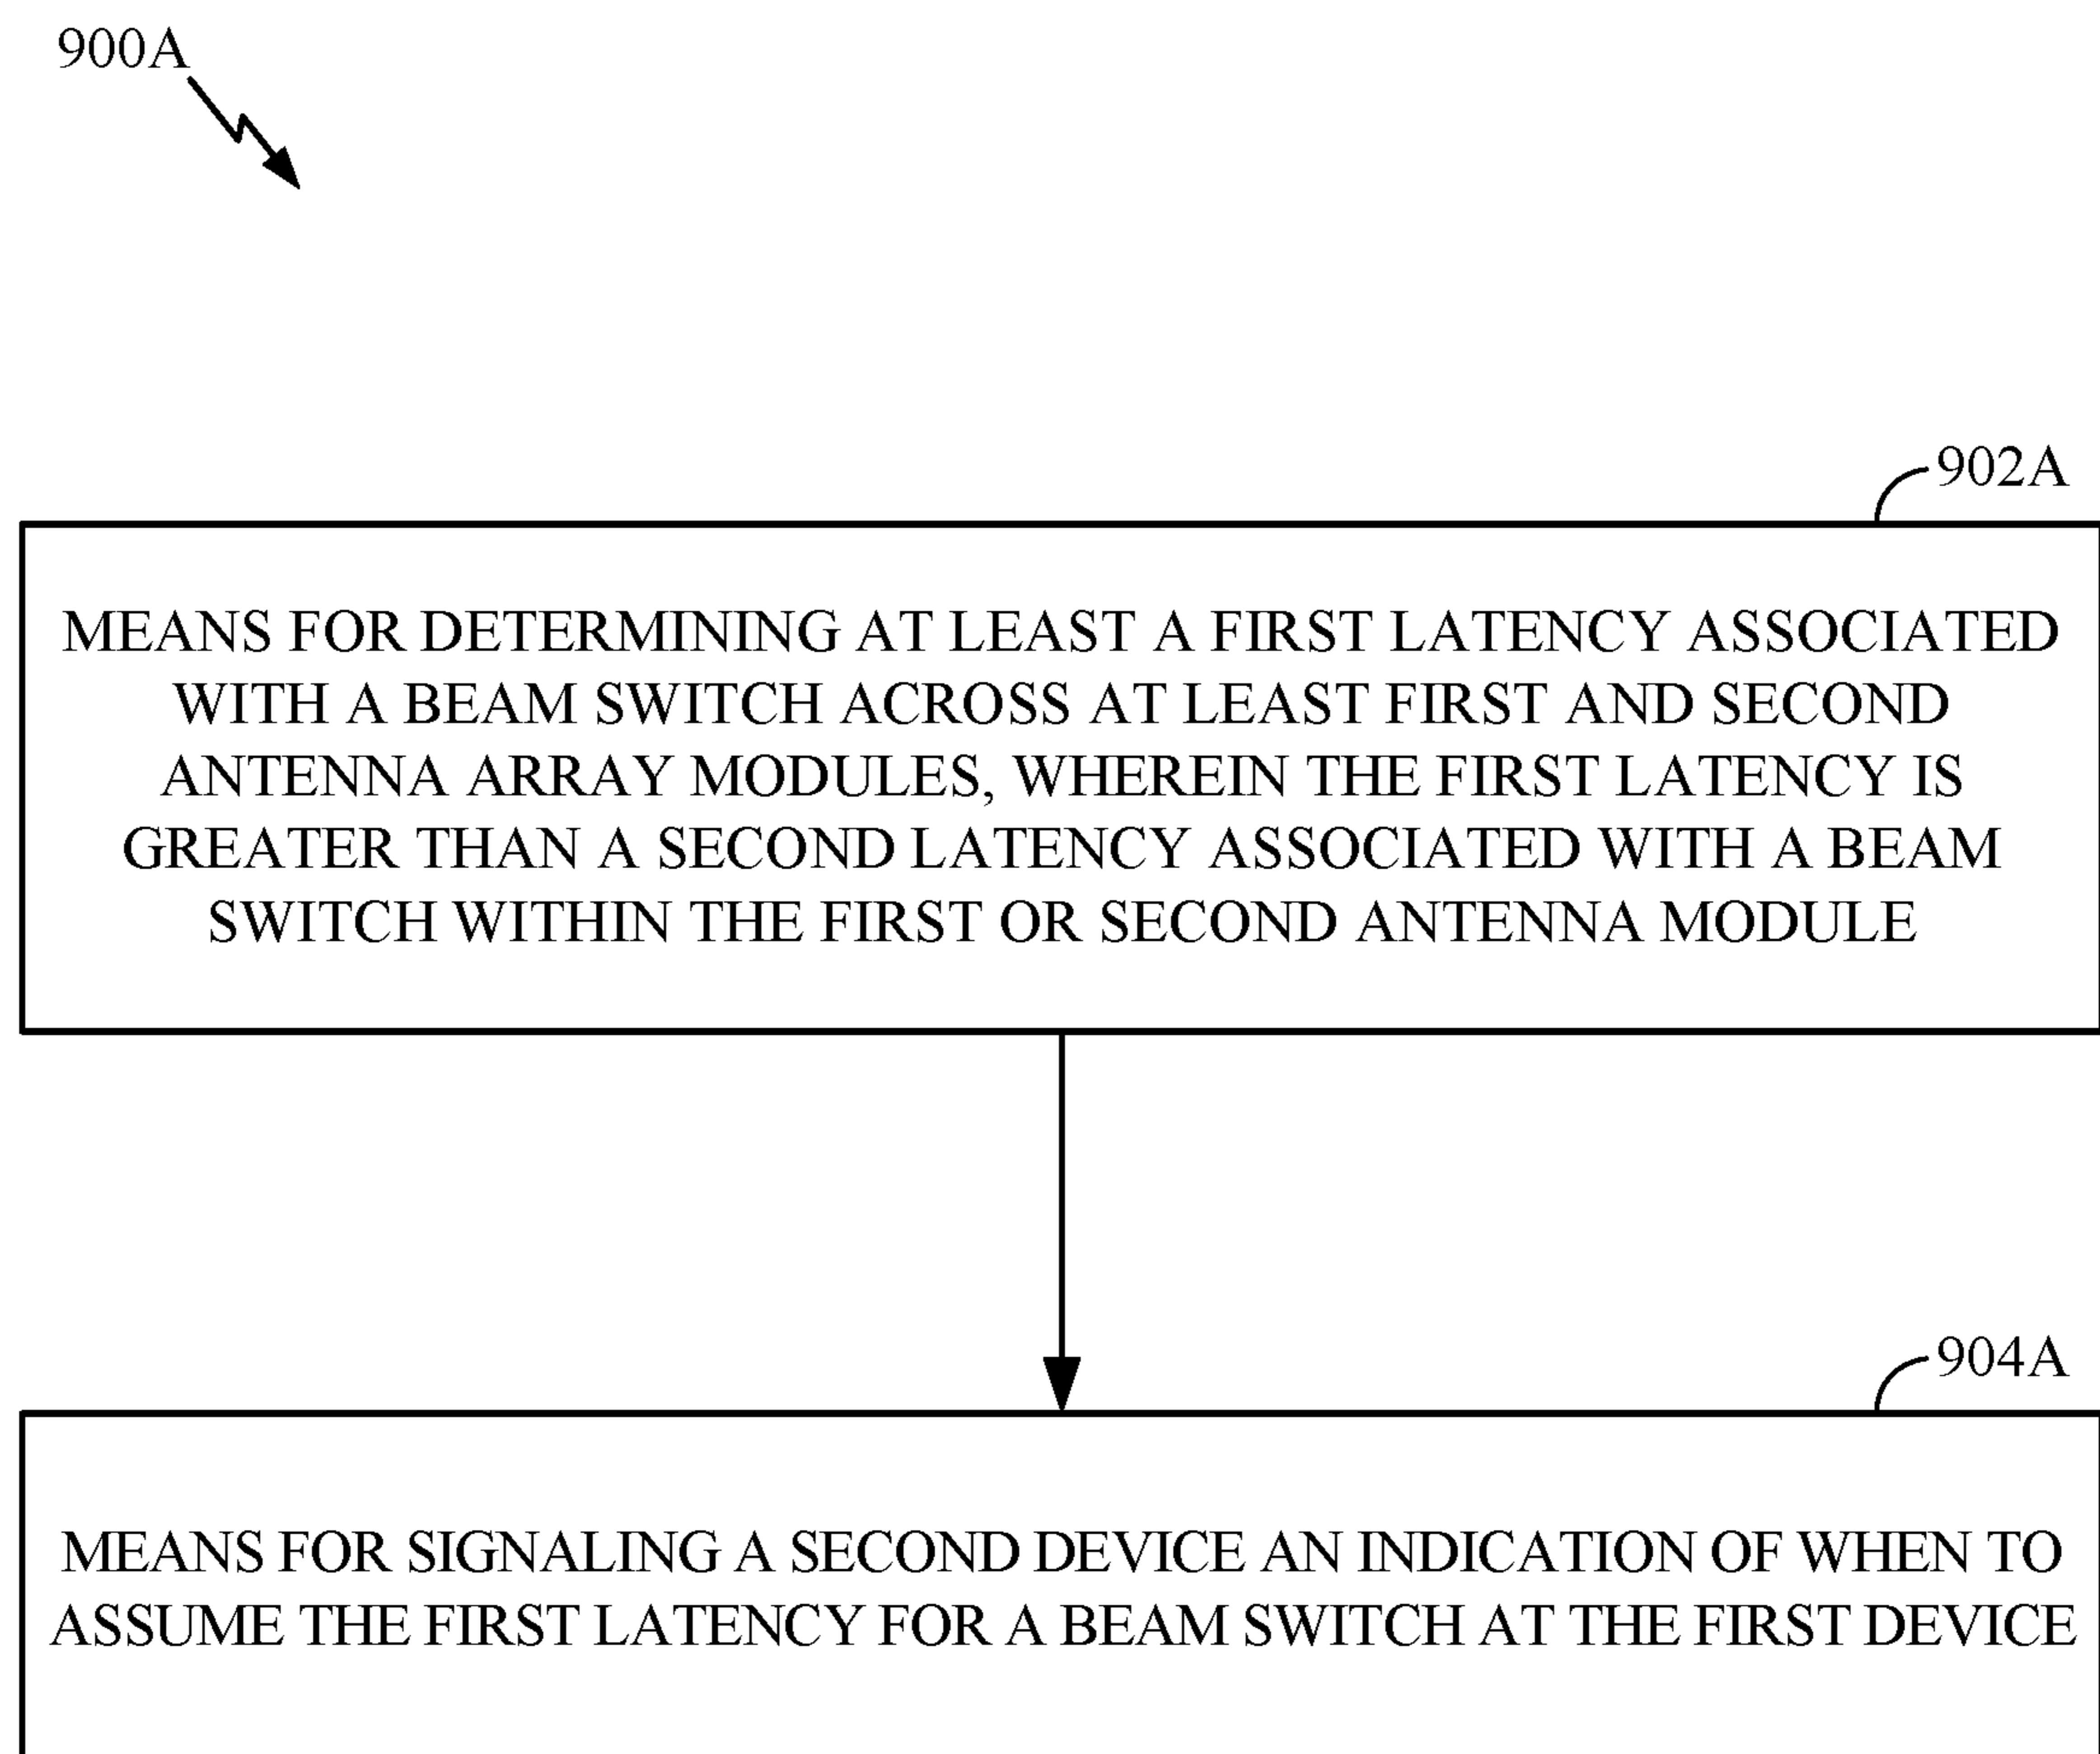 900A
902A
MEANS FOR DETERMINING AT LEAST A FIRST LATENCY ASSOCIATED
WITH A BEAM SWITCH ACROSS AT LEAST FIRST AND SECOND
ANTENNA ARRAY MODULES, WHEREIN THE FIRST LATENCY IS
GREATER THAN A SECOND LATENCY ASSOCIATED WITH A BEAM
SWITCH WITHIN THE FIRST OR SECOND ANTENNA MODULE
904A
MEANS FOR SIGNALING A SECOND DEVICE AN INDICATION OF WHEN TO
ASSUME THE FIRST LATENCY FOR A BEAM SWITCH AT THE FIRST DEVICE